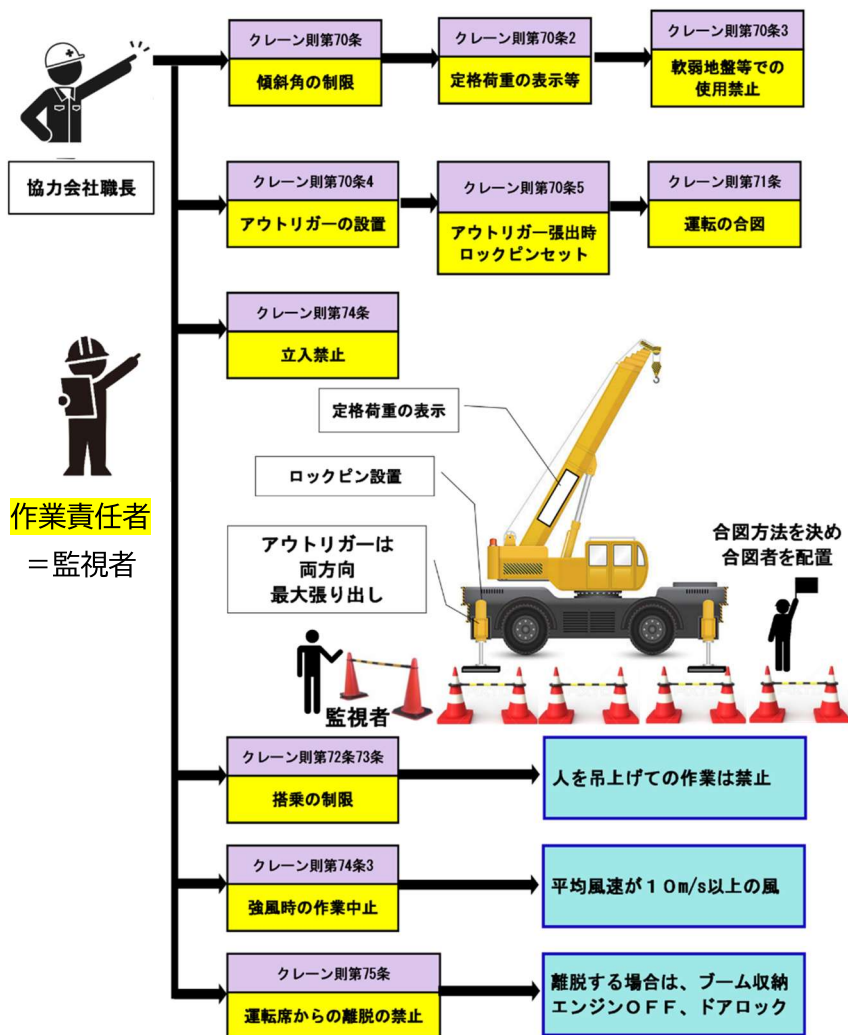 クレーン則第70条
傾斜角の制限
クレーン則第70条2
定格荷重の表示等
クレーン則第70条3
軟弱地盤等での
使用禁止
協力会社職長
クレーン則第70条4
アウトリガーの設置
クレーン則第70条5
アウトリガー張出時
ロックピンセット
クレーン則第71条
運転の合図
クレーン則第74条
立入禁止
定格荷重の表示
ロックピン設置
作業責任者
＝監視者
アウトリガーは
両方向
最大張り出し
合図方法を決め
合図者を配置
監視者
クレーン則第72条73条
搭乗の制限
人を吊上げての作業は禁止
クレーン則第74条3
強風時の作業中止
平均風速が１０m/s以上の風
クレーン則第75条
運転席からの離脱の禁止
離脱する場合は、ブーム収納
エンジンＯＦＦ、ドアロック